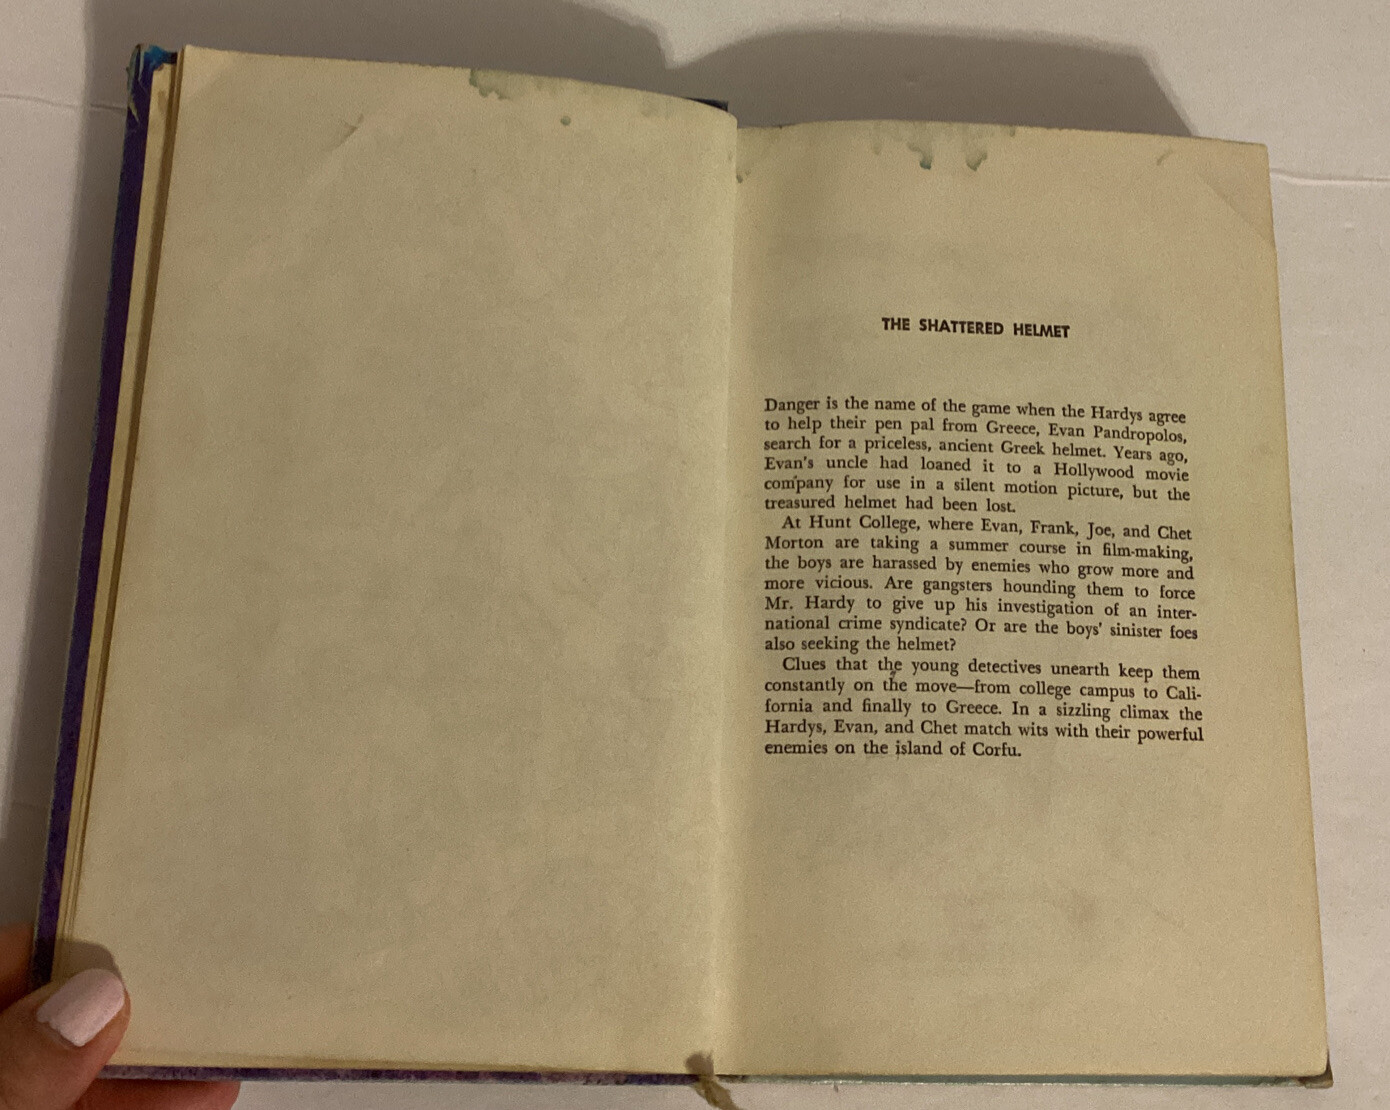 THE SHATTERED HELMET
Danger is the name of the game when the Hardys agree
to help their pen pal from Greece, Evan Pandropolos,
search for a priceless, ancient Greek helmet. Years ago,
Evan's uncle had loaned it to a Hollywood movie
company for use in a silent motion picture, but the
treasured helmet had been lost.
At Hunt College, where Evan, Frank, Joe, and Chet
Morton are taking a summer course in film-making,
the boys are harassed by enemies who grow more and
more vicious. Are gangsters hounding them to force
Mr. Hardy to give up his investigation of an inter-
national crime syndicate? Or are the boys' sinister foes
also seeking the helmet?
Clues that the young detectives unearth keep them
constantly on the move—from college campus to Cali-
fornia and finally to Greece. In a sizzling climax the
Hardys, Evan, and Chet match wits with their powerful
enemies on the island of Corfu.